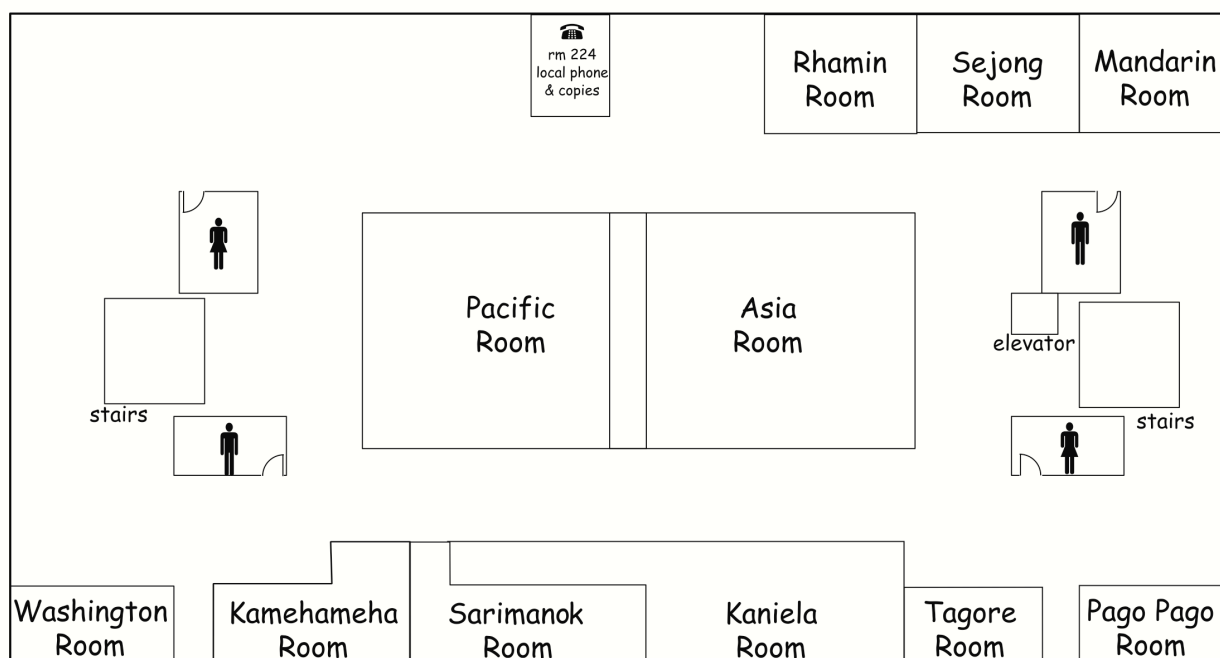 rm 224
local phone
& copies
Rhamin
Room
Sejong
Room
Mandarin
Room
Pacific
Room
Asia
Room
elevator
stairs
stairs
Washington
Room
Kamehameha
Room
Sarimanok
Room
Kaniela
Room
Tagore
Room
Pago Pago
Room